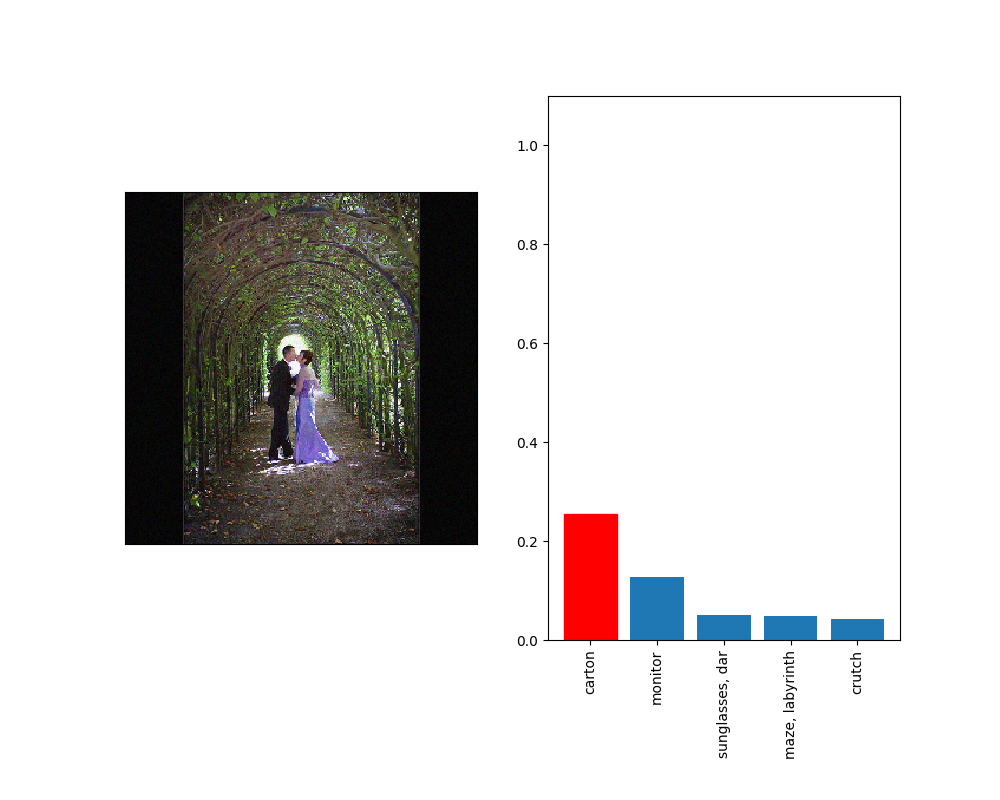 1.0
0.8
0.6
0.4
0.2
0.0
carton
monitor
sunglasses, dar
maze, labyrinth
crutch